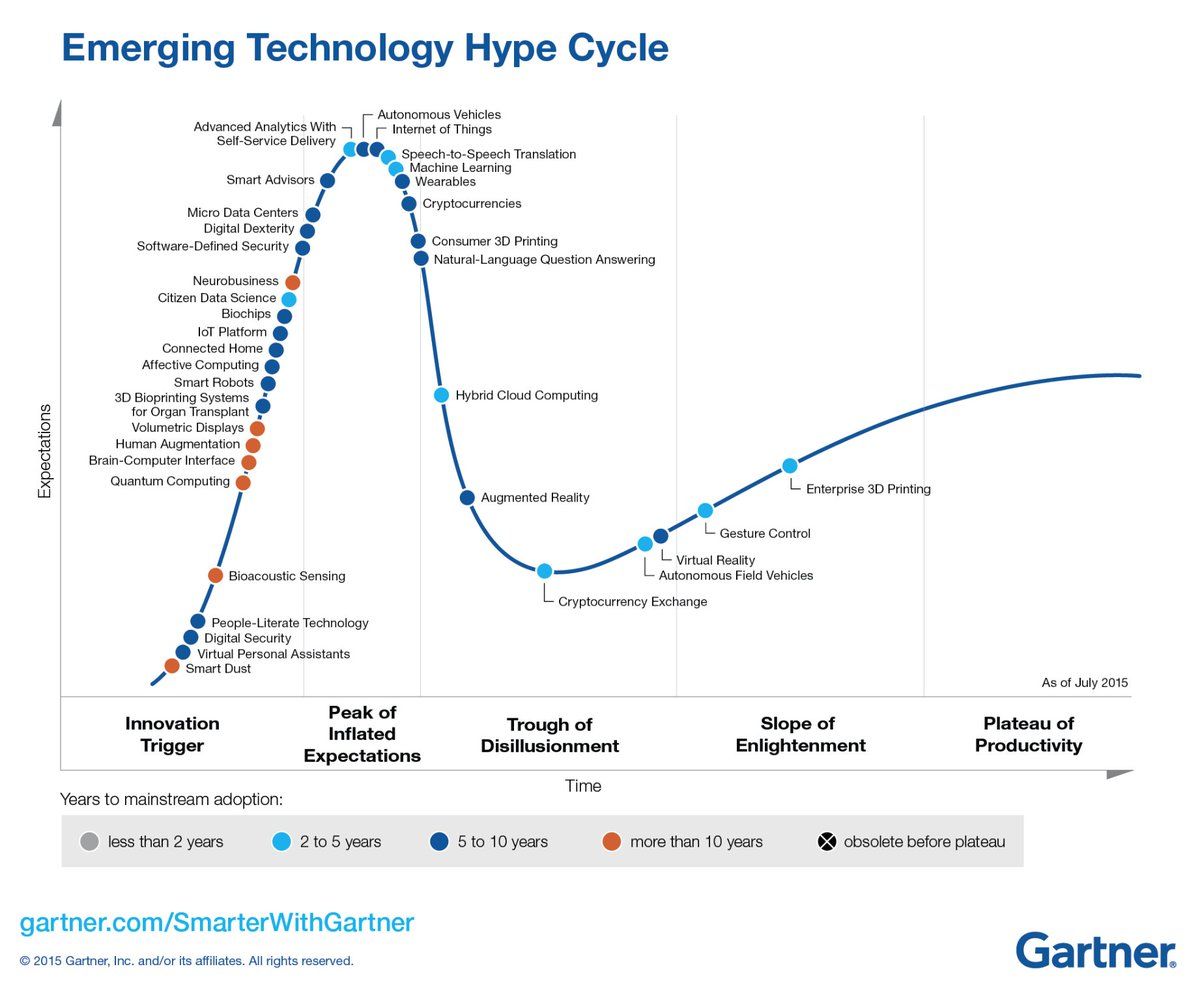 Emerging Technology Hype Cycle
Expectations
Advanced Analytics With
Self-Service Delivery
Autonomous Vehicles
Internet of Things
Speech-to-Speech Translation
Machine Learning
Wearables
Cryptocurrencies
Consumer 3D Printing
Natural-Language Question Answering
Smart Advisors
Micro Data Centers
Digital Dexterity
Software-Defined Security
Neurobusiness
Citizen Data Science
Biochips
IoT Platform
Connected Home
Affective Computing
Smart Robots
3D Bioprinting Systems
for Organ Transplant
Volumetric Displays
Human Augmentation
Brain-Computer Interface
Quantum Computing
Bioacoustic Sensing
People-Literate Technology
Digital Security
Virtual Personal Assistants
Smart Dust
Hybrid Cloud Computing
Augmented Reality
Cryptocurrency Exchange
Autonomous Field Vehicles
Virtual Reality
Gesture Control
Enterprise 3D Printing
As of July 2015
Innovation
Trigger
Peak of
Inflated
Expectations
Trough of
Disillusionment
Slope of
Enlightenment
Plateau of
Productivity
Time
Years to mainstream adoption:
less than 2 years
2 to 5 years
5 to 10 years
more than 10 years
obsolete before plateau
gartner.com/SmarterWithGartner
© 2015 Gartner, Inc. and/or its affiliates. All rights reserved.
Gartner®